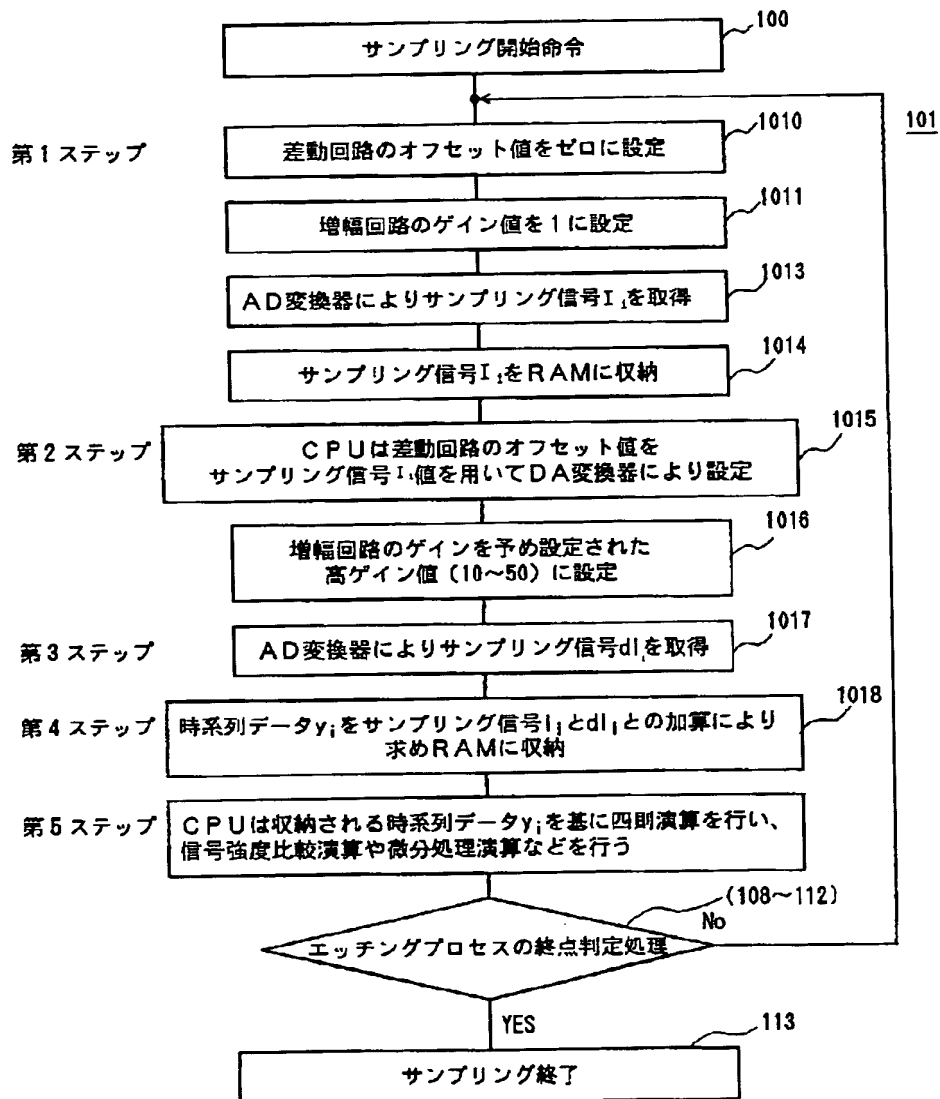 100
サンプリング開始命令
101
第1ステップ
1010
差動回路のオフセット値をゼロに設定
1011
増幅回路のゲイン値を1に設定
1013
AD変換器によりサンプリング信号Iiを取得
1014
サンプリング信号IiをRAMに収納
第2ステップ
1015
CPUは差動回路のオフセット値を
サンプリング信号Ii値を用いてDA変換器により設定
1016
増幅回路のゲインを予め設定された
高ゲイン値(10～50)に設定
第3ステップ
1017
AD変換器によりサンプリング信号dIiを取得
第4ステップ
1018
時系列データyiをサンプリング信号IiとdIiとの加算により
求めRAMに収納
第5ステップ
CPUは収納される時系列データyiを基に四則演算を行い、
信号強度比較演算や微分処理演算などを行う
(108～112)
No
エッチングプロセスの終点判定処理
YES
113
サンプリング終了